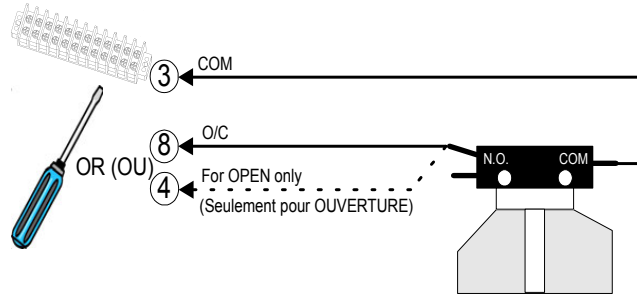 3 COM
8 O/C
OR (OU)
4 For OPEN only
(Seulement pour OUVERTURE)
N.O. COM